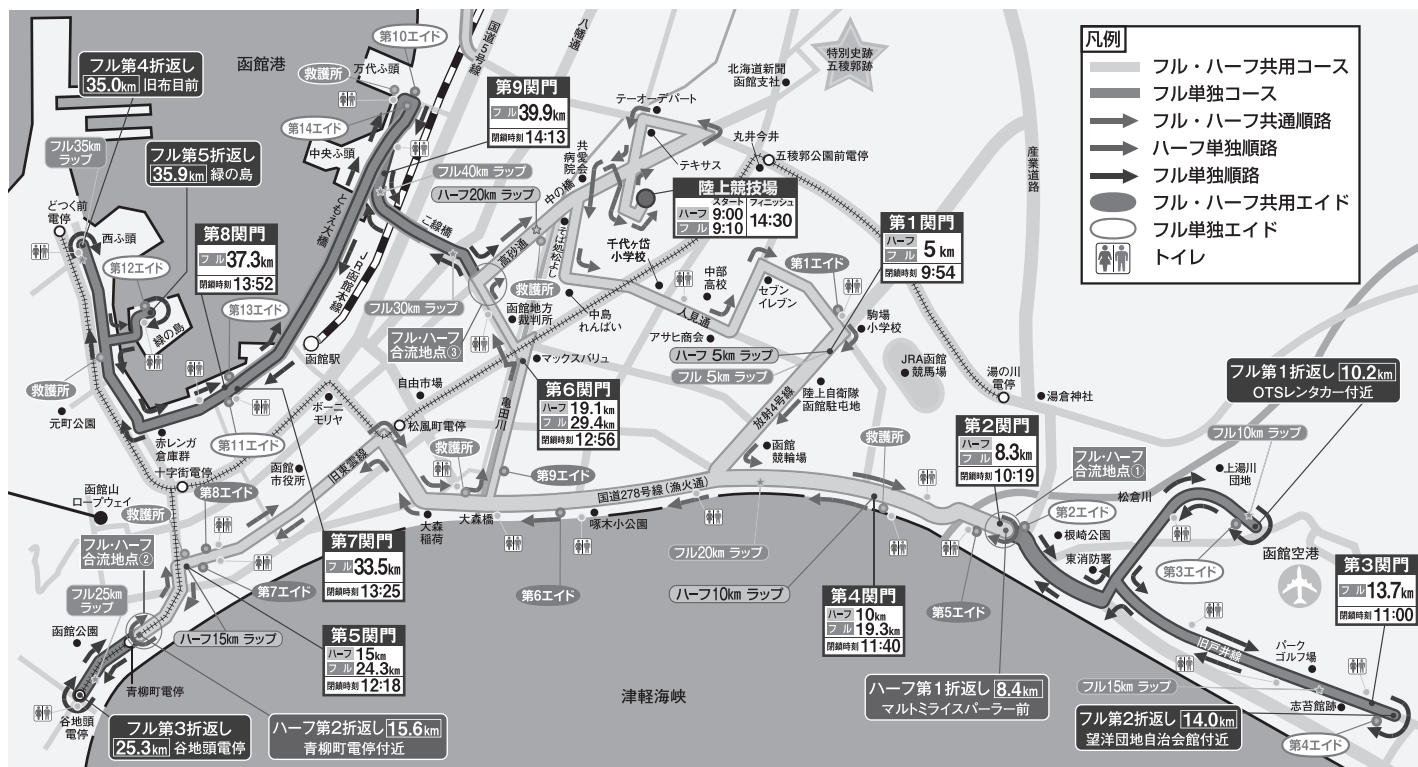 凡例
フル・ハーフ共用コース
フル単独コース
フル・ハーフ共通順路
ハーフ単独順路
フル単独順路
フル・ハーフ共用エイド
フル単独エイド
トイレ
フル第4折返し
35.0km 旧布目前
函館港
第10エイド
救護所
万代ふ頭
国道5号線
八幡通
特別史跡
五稜郭跡
北海道新聞
函館支社
第9関門
フル 39.9km
閉鎖時刻 14:13
テーオーデパート
丸井今井
五稜郭公園前電停
産業道路
フル35km
ラップ
フル第5折返し
35.9km 緑の島
第14エイド
中央ふ頭
ともえ大橋
フル40km ラップ
ハーフ20km ラップ
共愛会
病院
中の橋
テキサス
陸上競技場
スタート フィニッシュ
ハーフ 9:00
フル 9:10
14:30
第1関門
ハーフ
フル
5km
閉鎖時刻 9:54
どつく前
電停
西ふ頭
第8関門
フル 37.3km
閉鎖時刻 13:52
こ線橋
高砂通
そば処松よし
千代ヶ岱
小学校
中部
高校
セブン
イレブン
第1エイド
第12エイド
第13エイド
JR函館本線
フル30km ラップ
救護所
函館地方
裁判所
中島
れんばい
人見通
アサヒ商会
駒場
小学校
緑の島
函館駅
フル・ハーフ
合流地点③
マックスバリュ
ハーフ 5km ラップ
フル 5km ラップ
JRA函館
競馬場
湯の川
電停
湯倉神社
フル第1折返し 10.2km
OTSレンタカー付近
救護所
元町公園
自由市場
ボーニ
モリヤ
松風町電停
亀田川
第6関門
ハーフ 19.1km
フル 29.4km
閉鎖時刻 12:56
陸上自衛隊
函館駐屯地
放射4号線
函館
競輪場
救護所
第2関門
ハーフ
フル
8.3km
閉鎖時刻 10:19
フル・ハーフ
合流地点①
フル10km ラップ
上湯川
団地
松倉川
赤レンガ
倉庫群
第11エイド
十字街電停
函館
市役所
旧東雲線
救護所
第9エイド
国道278号線(漁火通)
函館山
ロープウェイ
救護所
第8エイド
大森
稲荷
大森橋
啄木小公園
第2エイド
根崎公園
東消防署
第3エイド
函館空港
フル・ハーフ
合流地点②
第7関門
フル 33.5km
閉鎖時刻 13:25
フル20km ラップ
第3関門
フル 13.7km
閉鎖時刻 11:00
フル25km
ラップ
第7エイド
第6エイド
ハーフ10km ラップ
第4関門
ハーフ 10km
フル 19.3km
閉鎖時刻 11:40
第5エイド
函館公園
ハーフ15km ラップ
第5関門
ハーフ 15km
フル 24.3km
閉鎖時刻 12:18
旧戸井線
パーク
ゴルフ場
青柳町電停
津軽海峡
ハーフ第1折返し 8.4km
マルトミライスパーラー前
フル15km ラップ
志苔館跡
谷地頭
電停
フル第3折返し
25.3km 谷地頭電停
ハーフ第2折返し 15.6km
青柳町電停付近
フル第2折返し 14.0km
望洋団地自治会館付近
第4エイド